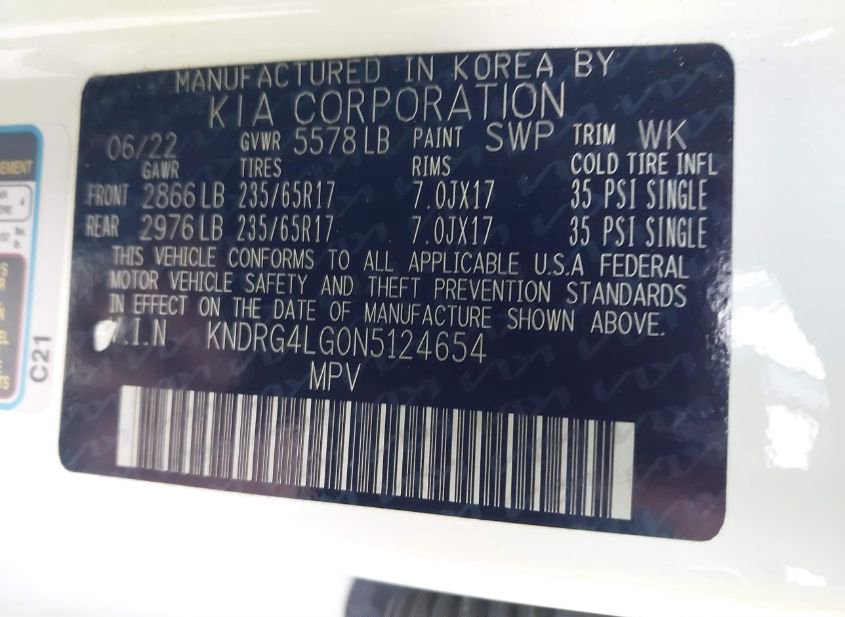 MANUFACTURED IN KOREA BY
KIA CORPORATION
06/22 GVWR 5578 LB PAINT SWP TRIM WK
GAWR TIRES RIMS COLD TIRE INFL
FRONT 2866 LB 235/65R17 7.0JX17 35 PSI SINGLE
REAR 2976 LB 235/65R17 7.0JX17 35 PSI SINGLE
THIS VEHICLE CONFORMS TO ALL APPLICABLE U.S.A FEDERAL
MOTOR VEHICLE SAFETY AND THEFT PREVENTION STANDARDS
IN EFFECT ON THE DATE OF MANUFACTURE SHOWN ABOVE.
V.I.N KNDRG4LG0N5124654
MPV
C21